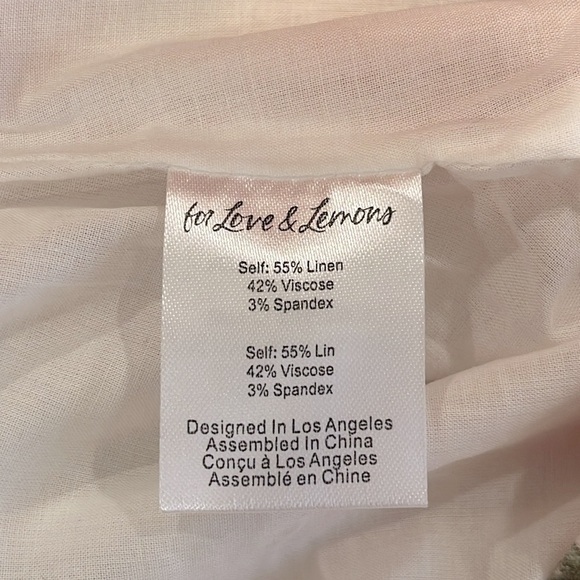 for Love & Lemons
Self: 55% Linen
42% Viscose
3% Spandex
Self: 55% Lin
42% Viscose
3% Spandex
Designed In Los Angeles
Assembled In China
Conçu à Los Angeles
Assemblé en Chine